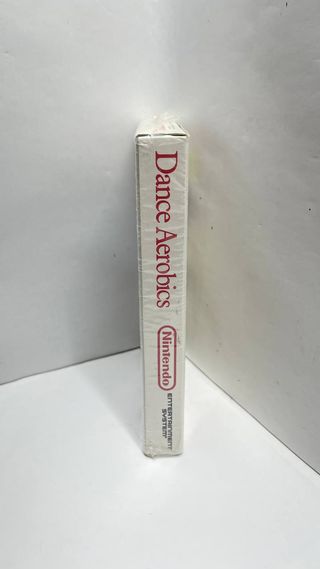 Dance Aerobics
Nintendo
ENTERTAINMENT
SYSTEM®